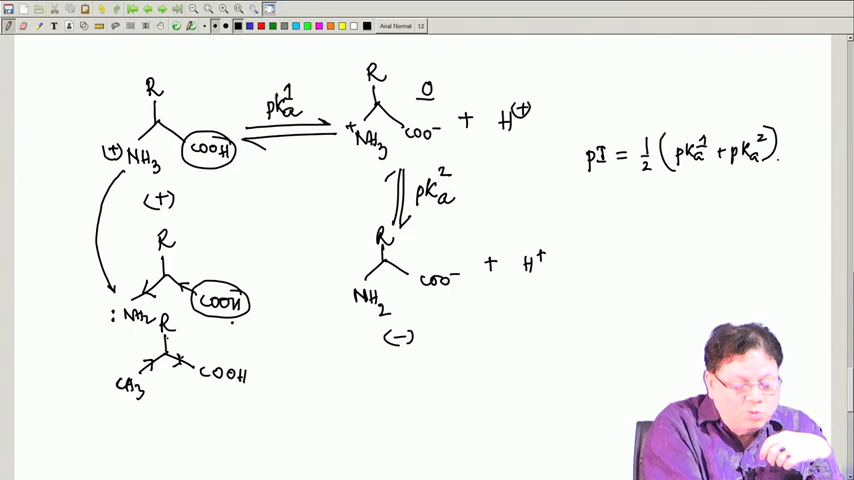 Arial Normal 12
R
(+) NH3 COOH
(+)
pKa1
R
0
+NH3 COO−
+ H(+)
pI = 1/2 (pKa1 + pKa2).
pKa2
R
NH2 COO− + H+
(−)
R
:NH2 COOH
R
CH3 COOH